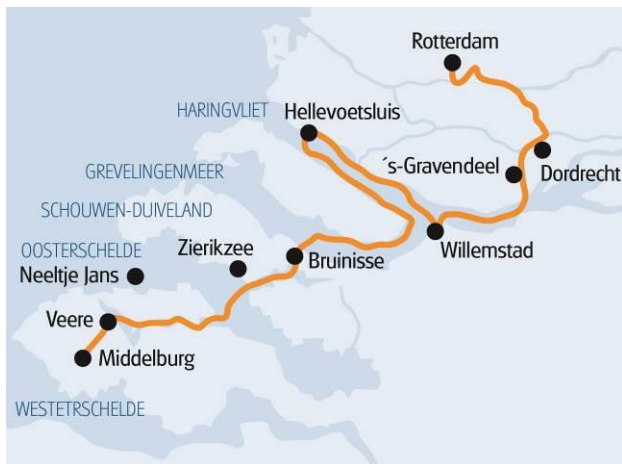 Rotterdam
HARINGVLIET
Hellevoetsluis
´s-Gravendeel
Dordrecht
GREVELINGENMEER
SCHOUWEN-DUIVELAND
OOSTERSCHELDE
Zierikzee
Bruinisse
Willemstad
Neeltje Jans
Veere
Middelburg
WESTETRSCHELDE